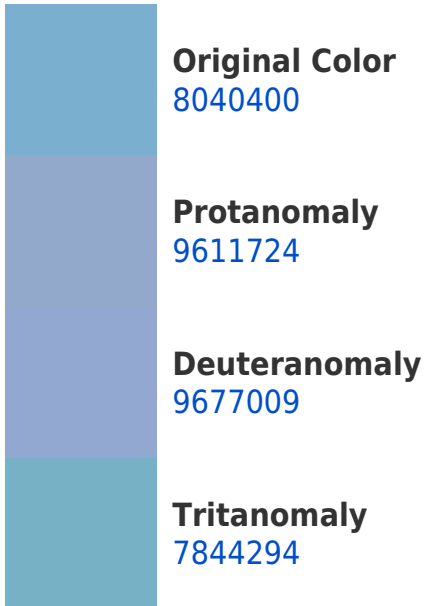 Original Color
8040400
Protanomaly
9611724
Deuteranomaly
9677009
Tritanomaly
7844294